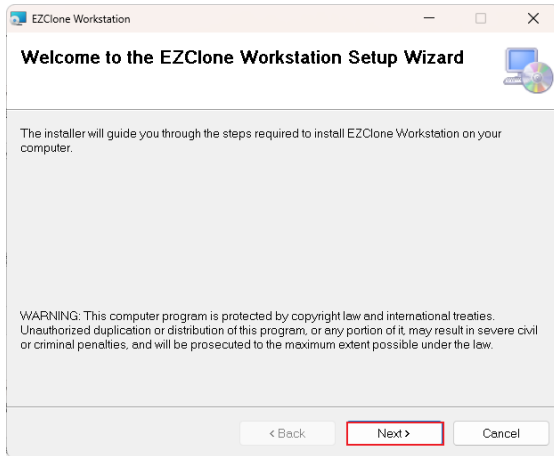 EZClone Workstation
Welcome to the EZClone Workstation Setup Wizard
The installer will guide you through the steps required to install EZClone Workstation on your
computer.
WARNING: This computer program is protected by copyright law and international treaties.
Unauthorized duplication or distribution of this program, or any portion of it, may result in severe civil
or criminal penalties, and will be prosecuted to the maximum extent possible under the law.
< Back Next > Cancel